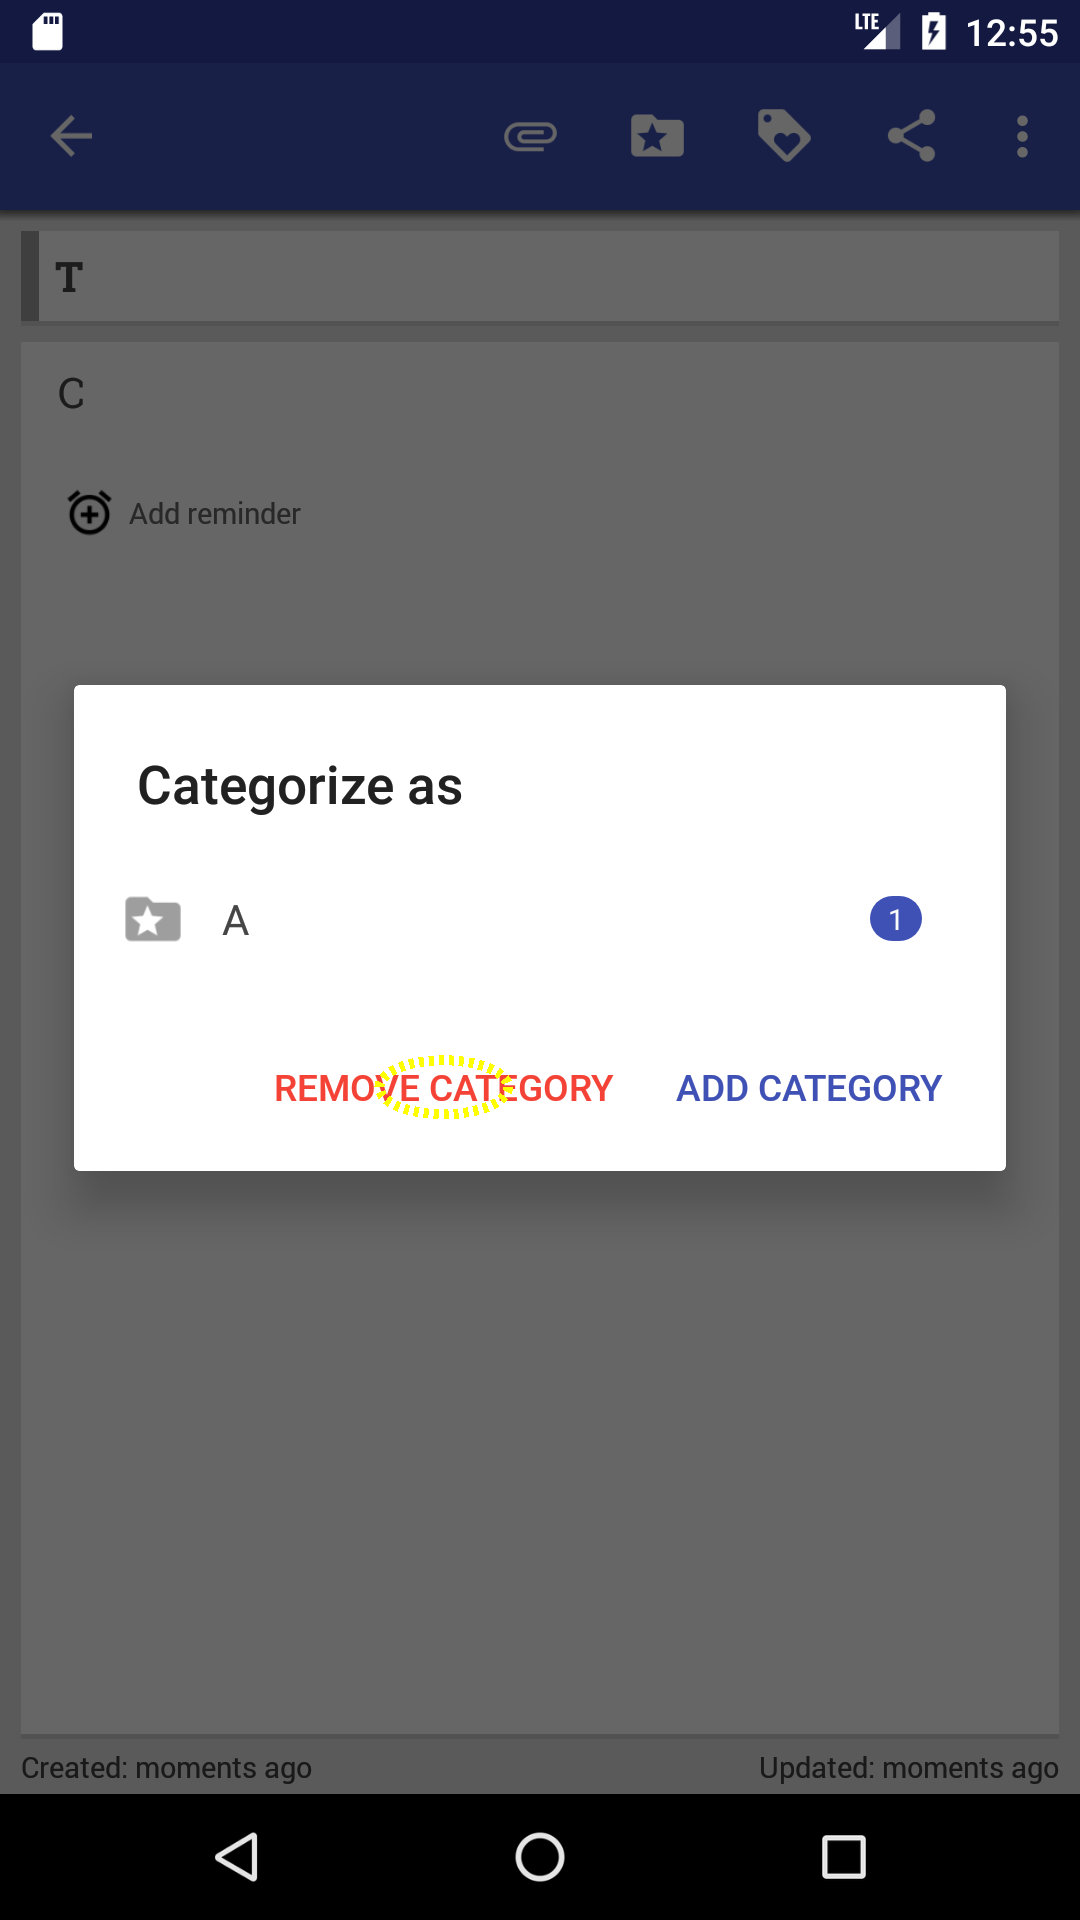 LTE 12:55
T
C
Add reminder
Categorize as
A 1
REMOVE CATEGORY ADD CATEGORY
Created: moments ago Updated: moments ago